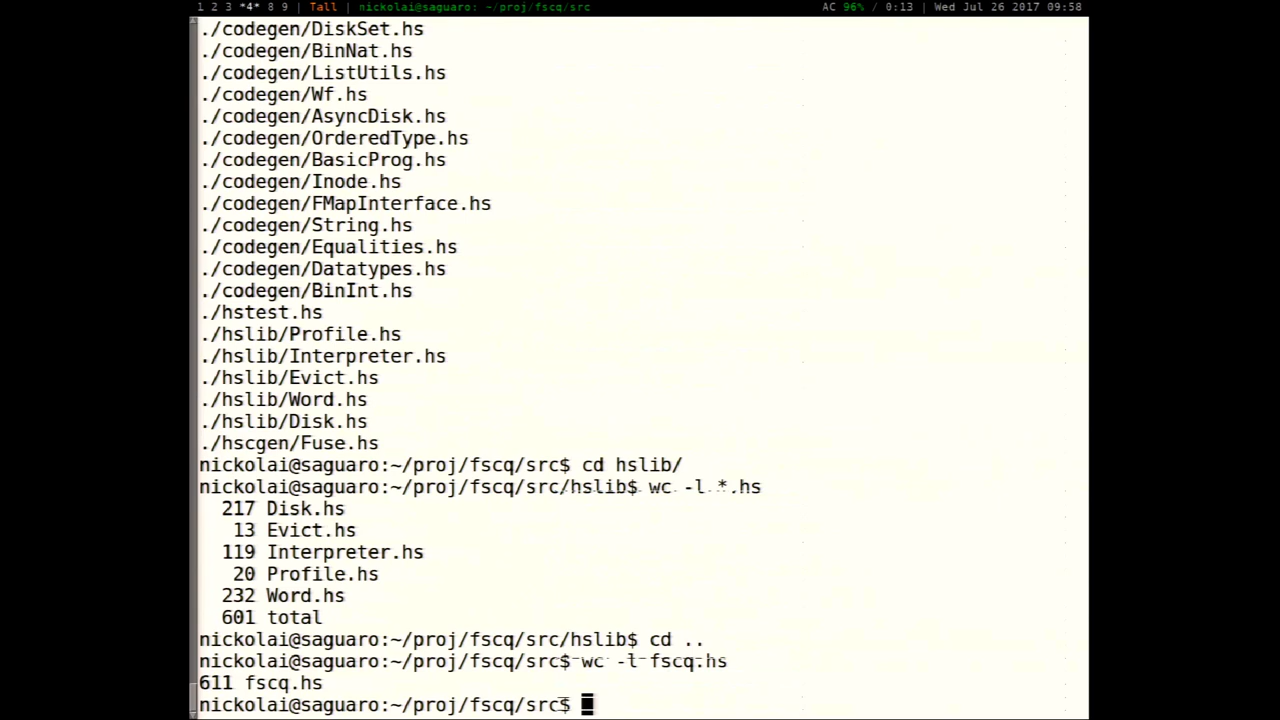 1 2 3 *4* 8 9 | Tall | nickolai@saguaro: ~/proj/fscq/src AC 96% / 0:13 | Wed Jul 26 2017 09:58
./codegen/DiskSet.hs
./codegen/BinNat.hs
./codegen/ListUtils.hs
./codegen/Wf.hs
./codegen/AsyncDisk.hs
./codegen/OrderedType.hs
./codegen/BasicProg.hs
./codegen/Inode.hs
./codegen/FMapInterface.hs
./codegen/String.hs
./codegen/Equalities.hs
./codegen/Datatypes.hs
./codegen/BinInt.hs
./hstest.hs
./hslib/Profile.hs
./hslib/Interpreter.hs
./hslib/Evict.hs
./hslib/Word.hs
./hslib/Disk.hs
./hscgen/Fuse.hs
nickolai@saguaro:~/proj/fscq/src$ cd hslib/
nickolai@saguaro:~/proj/fscq/src/hslib$ wc -l *.hs
217 Disk.hs
13 Evict.hs
119 Interpreter.hs
20 Profile.hs
232 Word.hs
601 total
nickolai@saguaro:~/proj/fscq/src/hslib$ cd ..
nickolai@saguaro:~/proj/fscq/src$ wc -l fscq.hs
611 fscq.hs
nickolai@saguaro:~/proj/fscq/src$